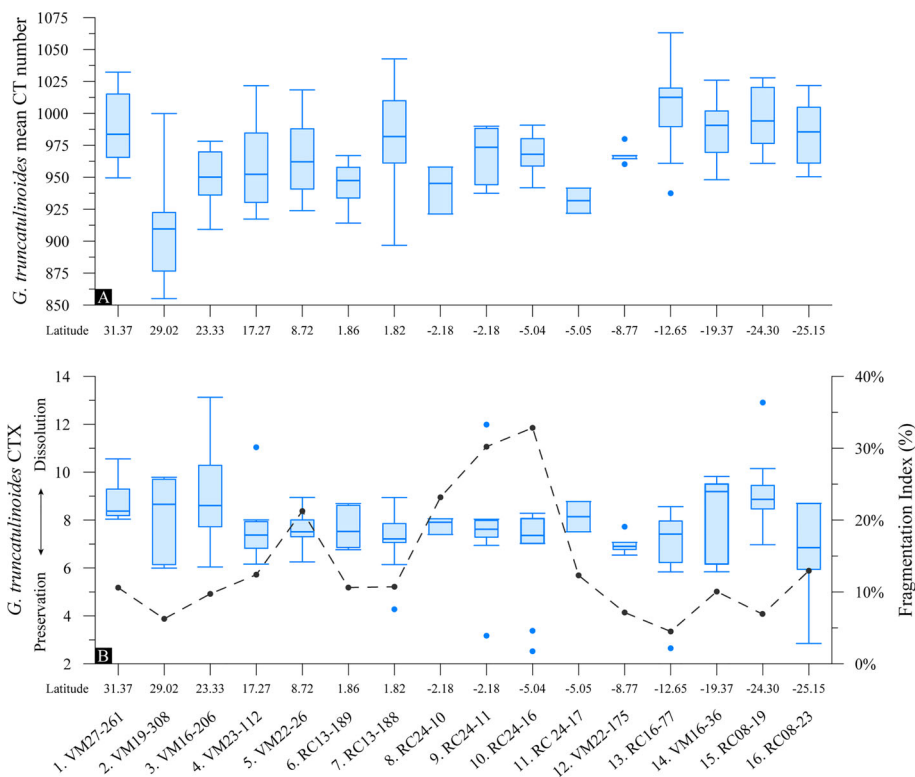 G. truncatulinoides mean CT number
1075
1050
1025
1000
975
950
925
900
875
850
A
Latitude 31.37 29.02 23.33 17.27 8.72 1.86 1.82 -2.18 -2.18 -5.04 -5.05 -8.77 -12.65 -19.37 -24.30 -25.15
G. truncatulinoides CTX
Preservation
Dissolution
14
12
10
8
6
4
2
B
40%
30%
20%
10%
0%
Fragmentation Index (%)
Latitude 31.37 29.02 23.33 17.27 8.72 1.86 1.82 -2.18 -2.18 -5.04 -5.05 -8.77 -12.65 -19.37 -24.30 -25.15
1. VM27-261
2. VM19-308
3. VM16-206
4. VM23-112
5. VM22-26
6. RC13-189
7. RC13-188
8. RC24-10
9. RC24-11
10. RC24-16
11. RC24-17
12. VM22-175
13. RC16-77
14. VM16-36
15. RC08-19
16. RC08-23